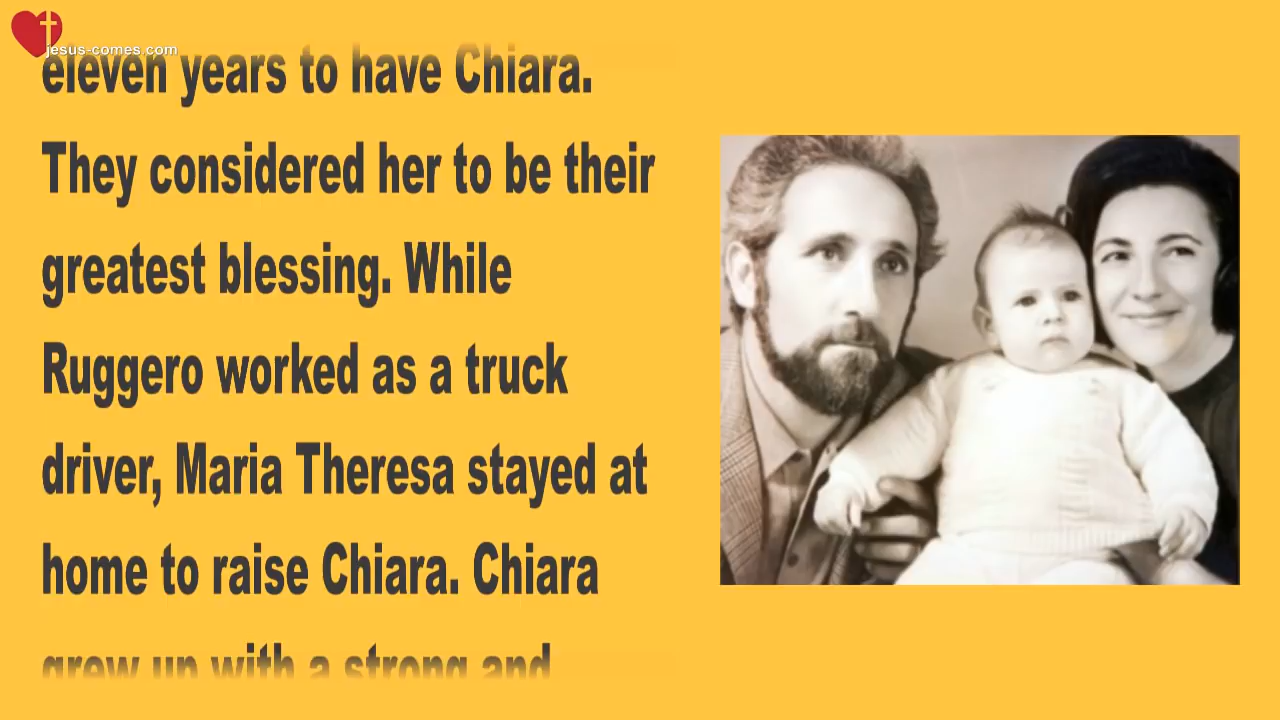 jesus-comes.com
eleven years to have Chiara.
They considered her to be their
greatest blessing. While
Ruggero worked as a truck
driver, Maria Theresa stayed at
home to raise Chiara. Chiara
grew up with a strong and